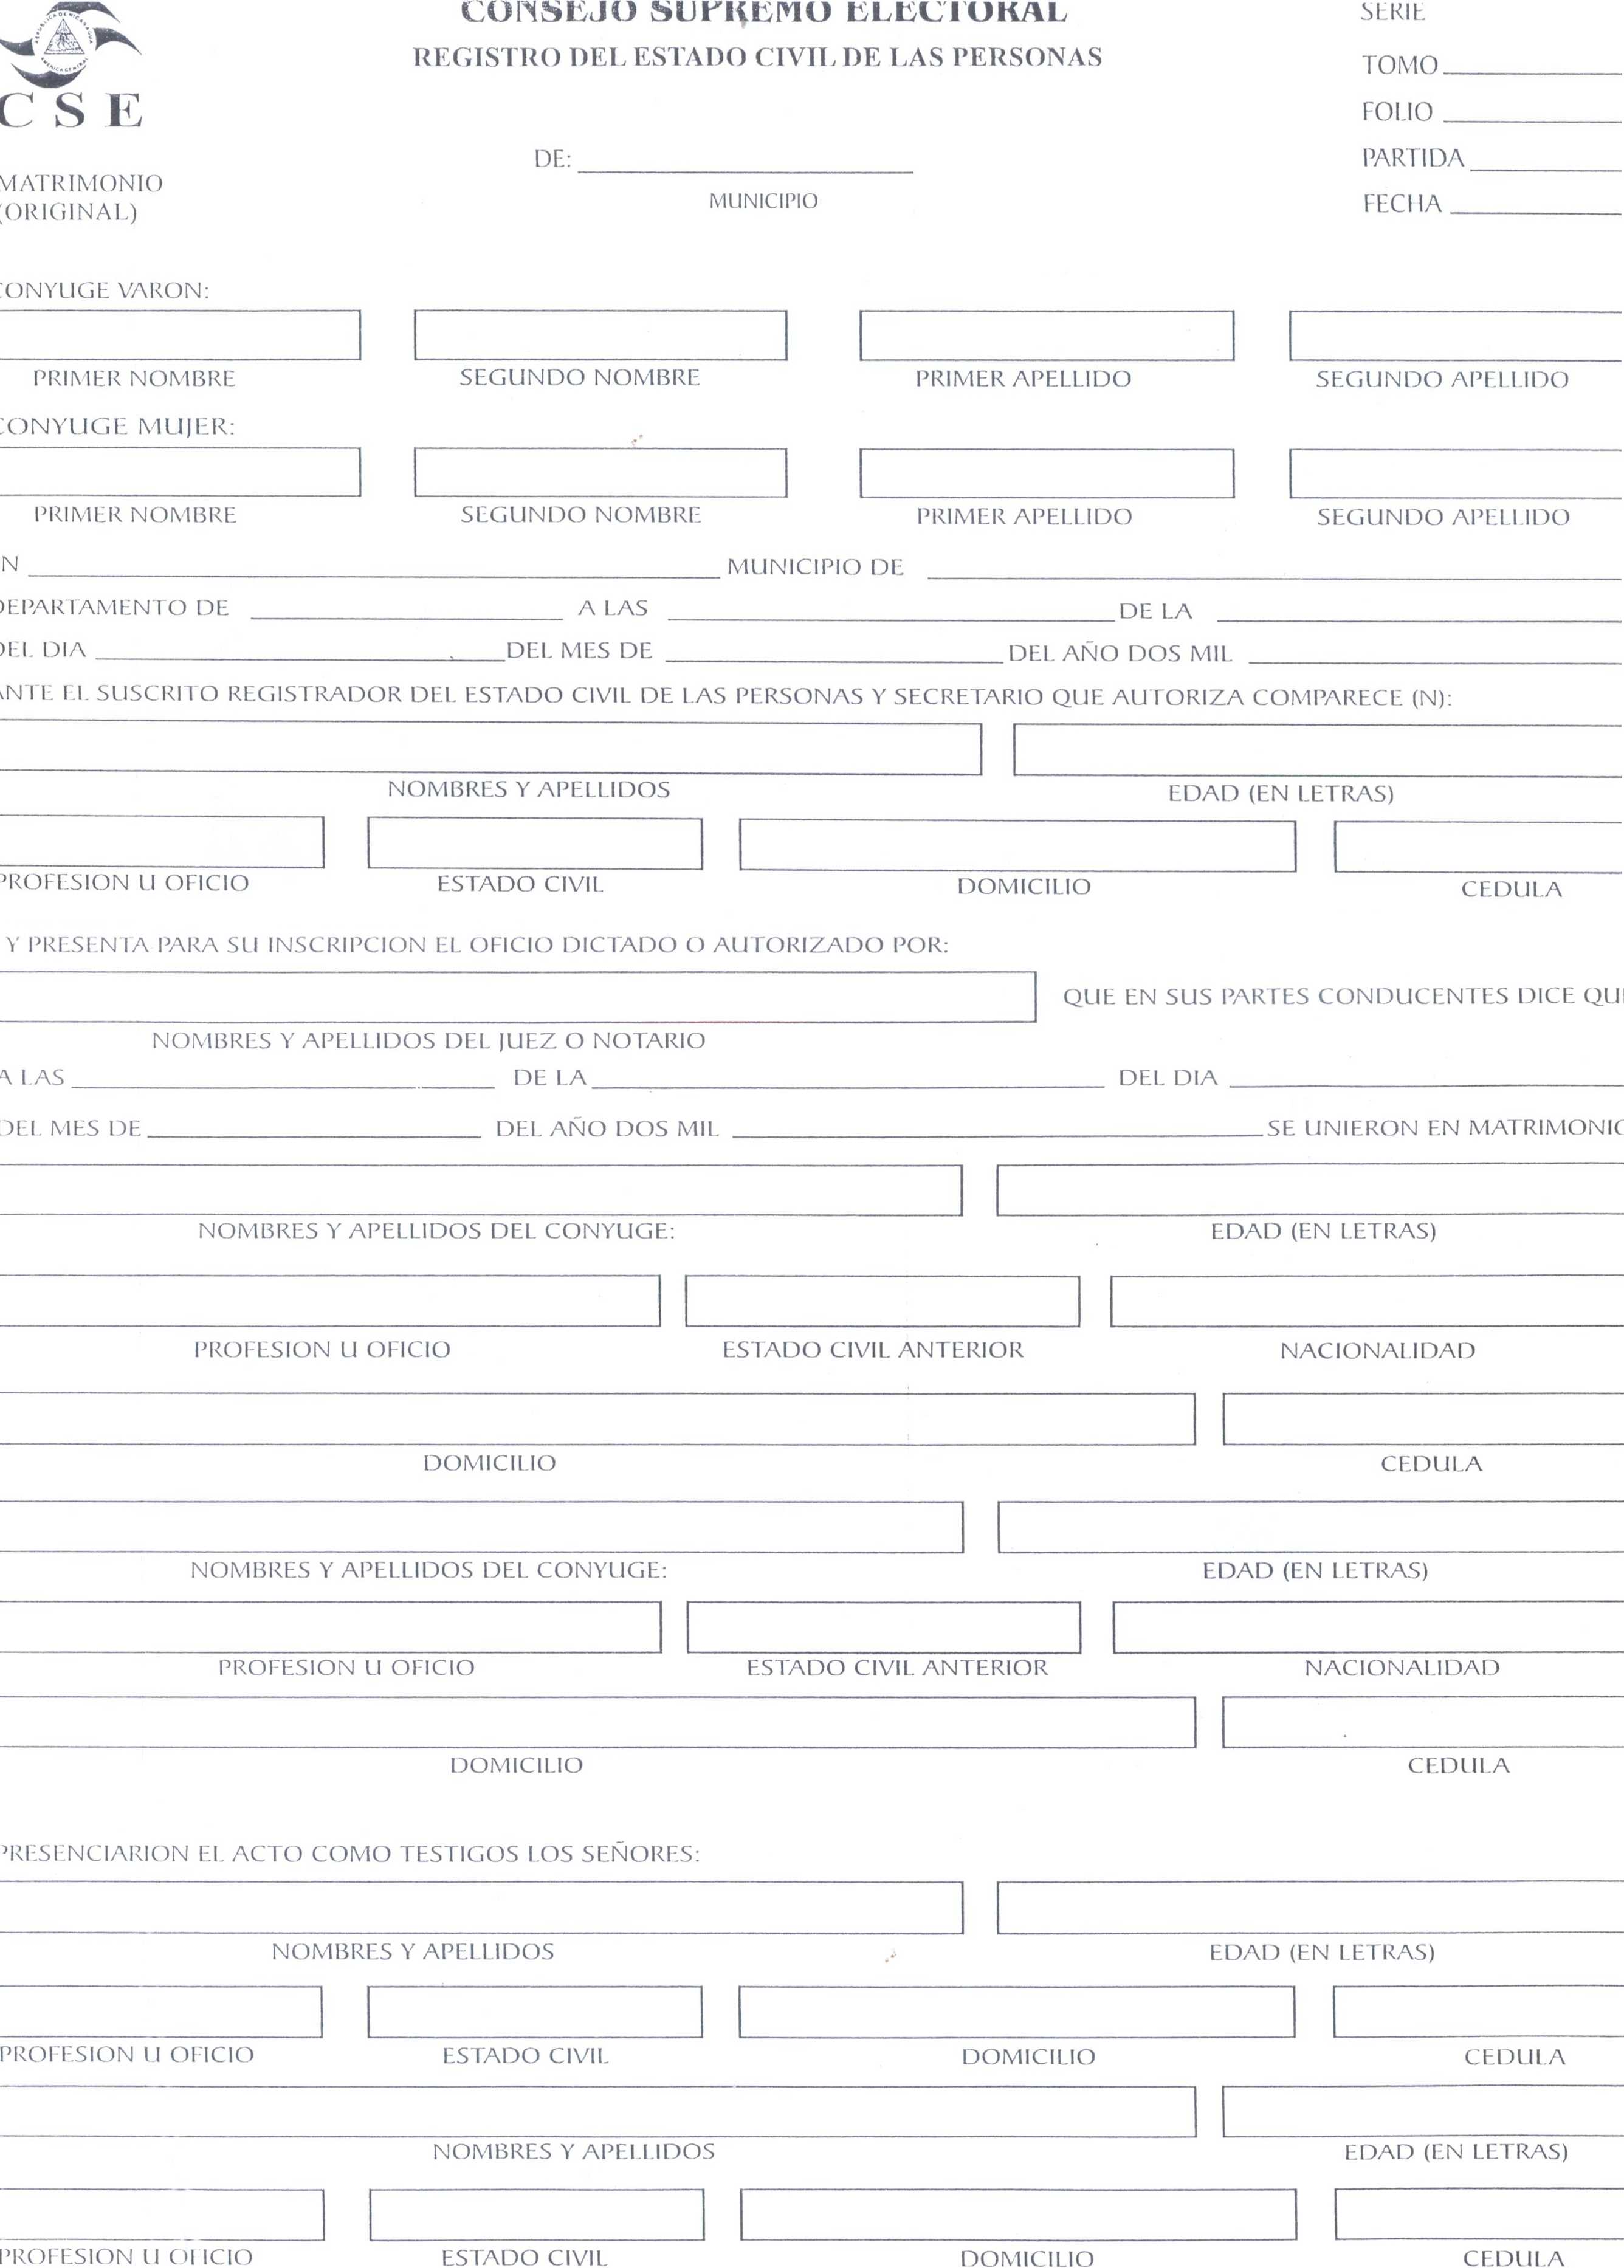 CONSEJO SUPREMO ELECTORAL
SERIE
REGISTRO DEL ESTADO CIVIL DE LAS PERSONAS
TOMO
CSE
FOLIO
DE:
PARTIDA
MATRIMONIO
MUNICIPIO
FECHA
(ORIGINAL)
CONYUGE VARON:
PRIMER NOMBRE SEGUNDO NOMBRE PRIMER APELLIDO SEGUNDO APELLIDO
CONYUGE MUJER:
PRIMER NOMBRE SEGUNDO NOMBRE PRIMER APELLIDO SEGUNDO APELLIDO
N MUNICIPIO DE
DEPARTAMENTO DE A LAS DE LA
DEL DIA DEL MES DE DEL AÑO DOS MIL
ANTE EL SUSCRITO REGISTRADOR DEL ESTADO CIVIL DE LAS PERSONAS Y SECRETARIO QUE AUTORIZA COMPARECE (N):
NOMBRES Y APELLIDOS EDAD (EN LETRAS)
PROFESION U OFICIO ESTADO CIVIL DOMICILIO CEDULA
Y PRESENTA PARA SU INSCRIPCION EL OFICIO DICTADO O AUTORIZADO POR:
QUE EN SUS PARTES CONDUCENTES DICE QUE
NOMBRES Y APELLIDOS DEL JUEZ O NOTARIO
A LAS DE LA DEL DIA
DEL MES DE DEL AÑO DOS MIL SE UNIERON EN MATRIMONIO
NOMBRES Y APELLIDOS DEL CONYUGE: EDAD (EN LETRAS)
PROFESION U OFICIO ESTADO CIVIL ANTERIOR NACIONALIDAD
DOMICILIO CEDULA
NOMBRES Y APELLIDOS DEL CONYUGE: EDAD (EN LETRAS)
PROFESION U OFICIO ESTADO CIVIL ANTERIOR NACIONALIDAD
DOMICILIO CEDULA
PRESENCIARION EL ACTO COMO TESTIGOS LOS SEÑORES:
NOMBRES Y APELLIDOS EDAD (EN LETRAS)
PROFESION U OFICIO ESTADO CIVIL DOMICILIO CEDULA
NOMBRES Y APELLIDOS EDAD (EN LETRAS)
PROFESION U OFICIO ESTADO CIVIL DOMICILIO CEDULA